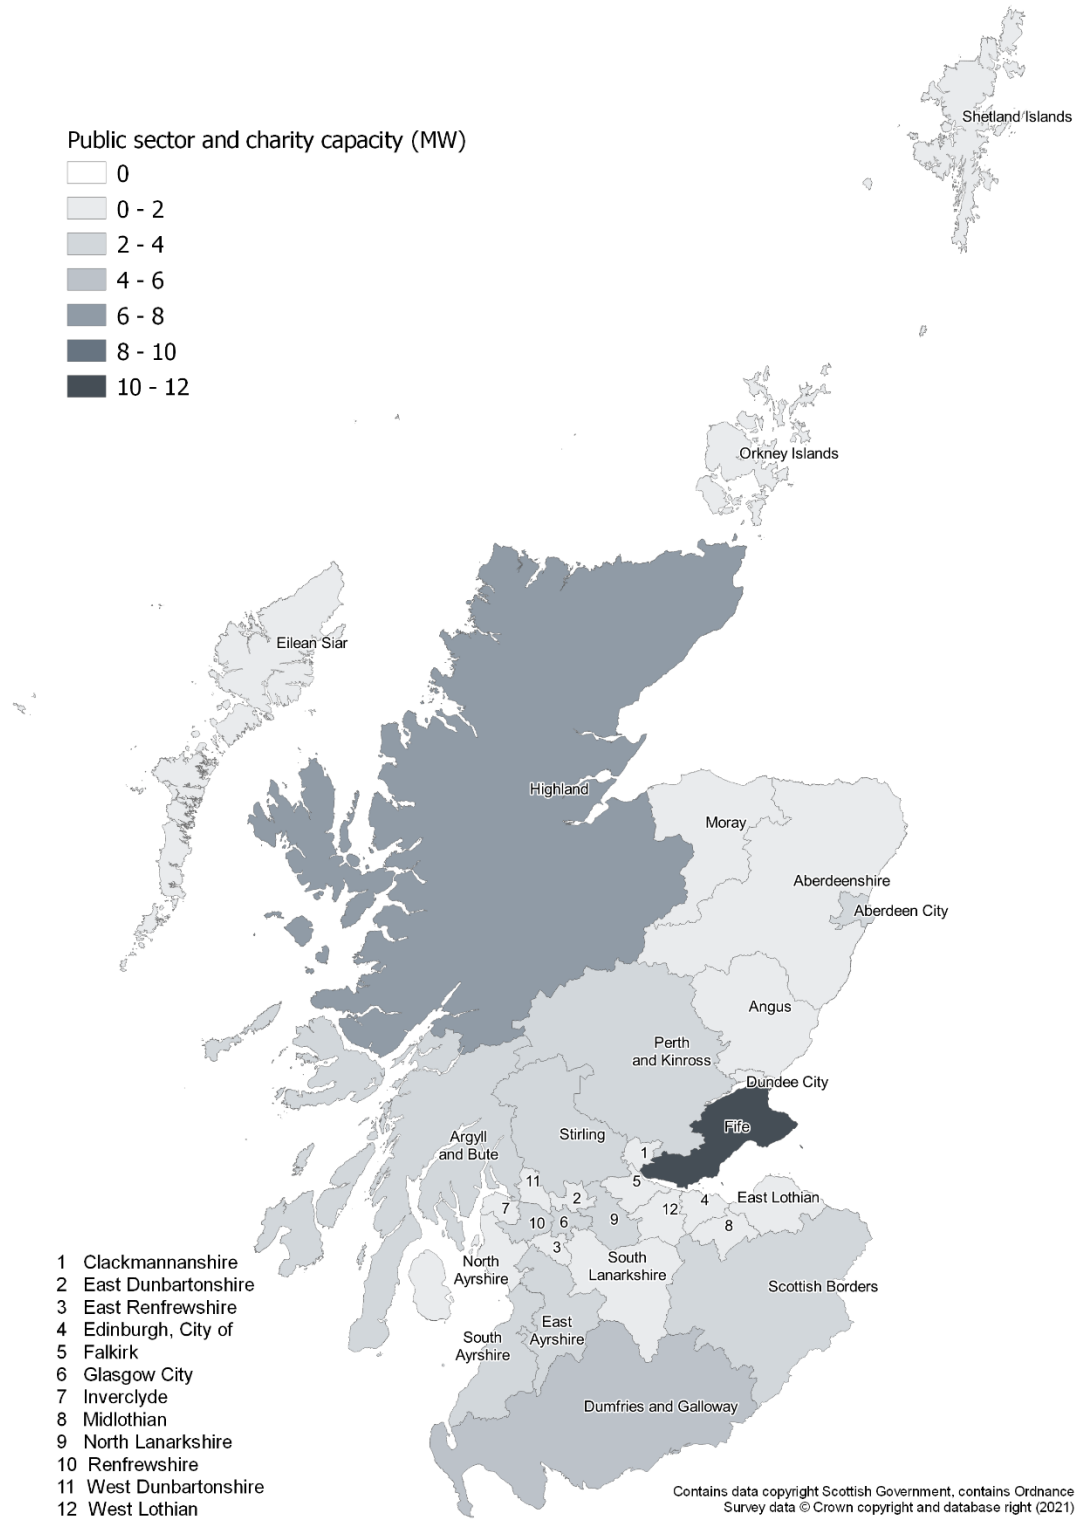 Shetland Islands
Public sector and charity capacity (MW)
0
0 - 2
2 - 4
4 - 6
6 - 8
8 - 10
10 - 12
Orkney Islands
Eilean Siar
Highland
Moray
Aberdeenshire
Aberdeen City
Angus
Perth
and Kinross
Dundee City
Fife
Stirling
Argyll
and Bute
1
5
11
2
7
10
6
9
12
4
East Lothian
8
3
North
Ayrshire
South
Lanarkshire
Scottish Borders
East
Ayrshire
South
Ayrshire
Dumfries and Galloway
1 Clackmannanshire
2 East Dunbartonshire
3 East Renfrewshire
4 Edinburgh, City of
5 Falkirk
6 Glasgow City
7 Inverclyde
8 Midlothian
9 North Lanarkshire
10 Renfrewshire
11 West Dunbartonshire
12 West Lothian
Contains data copyright Scottish Government, contains Ordnance
Survey data © Crown copyright and database right (2021)